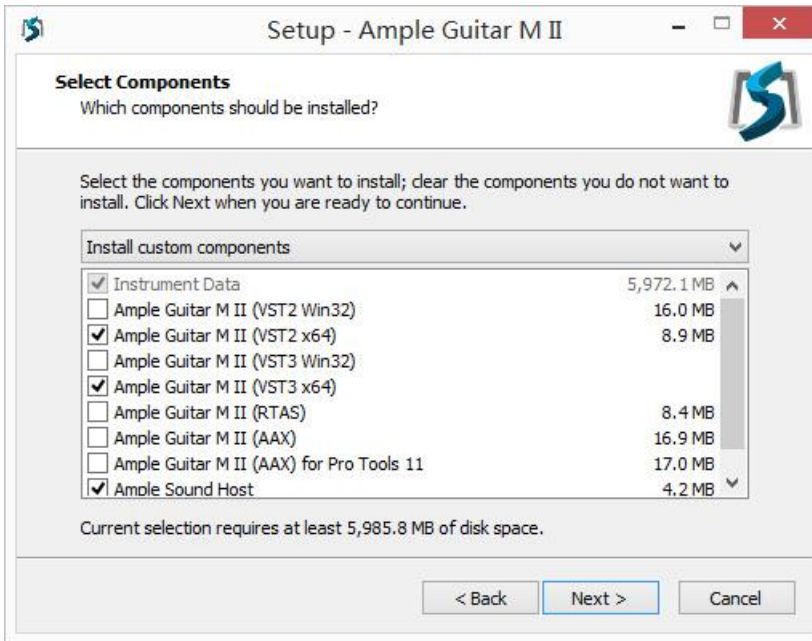 Setup - Ample Guitar M II
Select Components
Which components should be installed?
Select the components you want to install; clear the components you do not want to
install. Click Next when you are ready to continue.
Install custom components
Instrument Data 5,972.1 MB
Ample Guitar M II (VST2 Win32) 16.0 MB
Ample Guitar M II (VST2 x64) 8.9 MB
Ample Guitar M II (VST3 Win32)
Ample Guitar M II (VST3 x64)
Ample Guitar M II (RTAS) 8.4 MB
Ample Guitar M II (AAX) 16.9 MB
Ample Guitar M II (AAX) for Pro Tools 11 17.0 MB
Ample Sound Host 4.2 MB
Current selection requires at least 5,985.8 MB of disk space.
< Back Next > Cancel